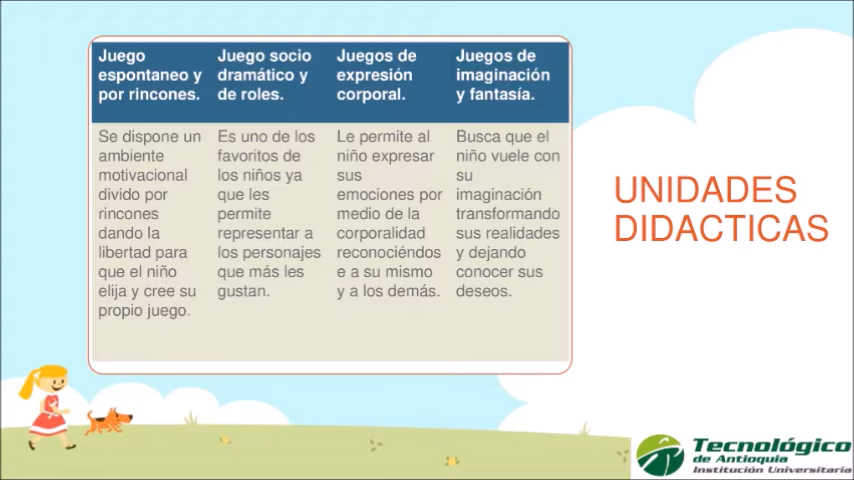 Juego
espontaneo y
por rincones.
Juego socio
dramático y
de roles.
Juegos de
expresión
corporal.
Juegos de
imaginación
y fantasía.
Se dispone un
ambiente
motivacional
divido por
rincones
dando la
libertad para
que el niño
elija y cree su
propio juego.
Es uno de los
favoritos de
los niños ya
que les
permite
representar a
los personajes
que más les
gustan.
Le permite al
niño expresar
sus
emociones por
medio de la
corporalidad
reconociéndos
e a su mismo
y a los demás.
Busca que el
niño vuele con
su
imaginación
transformando
sus realidades
y dejando
conocer sus
deseos.
UNIDADES
DIDACTICAS
Tecnológico
de Antioquia
Institución Universitaria